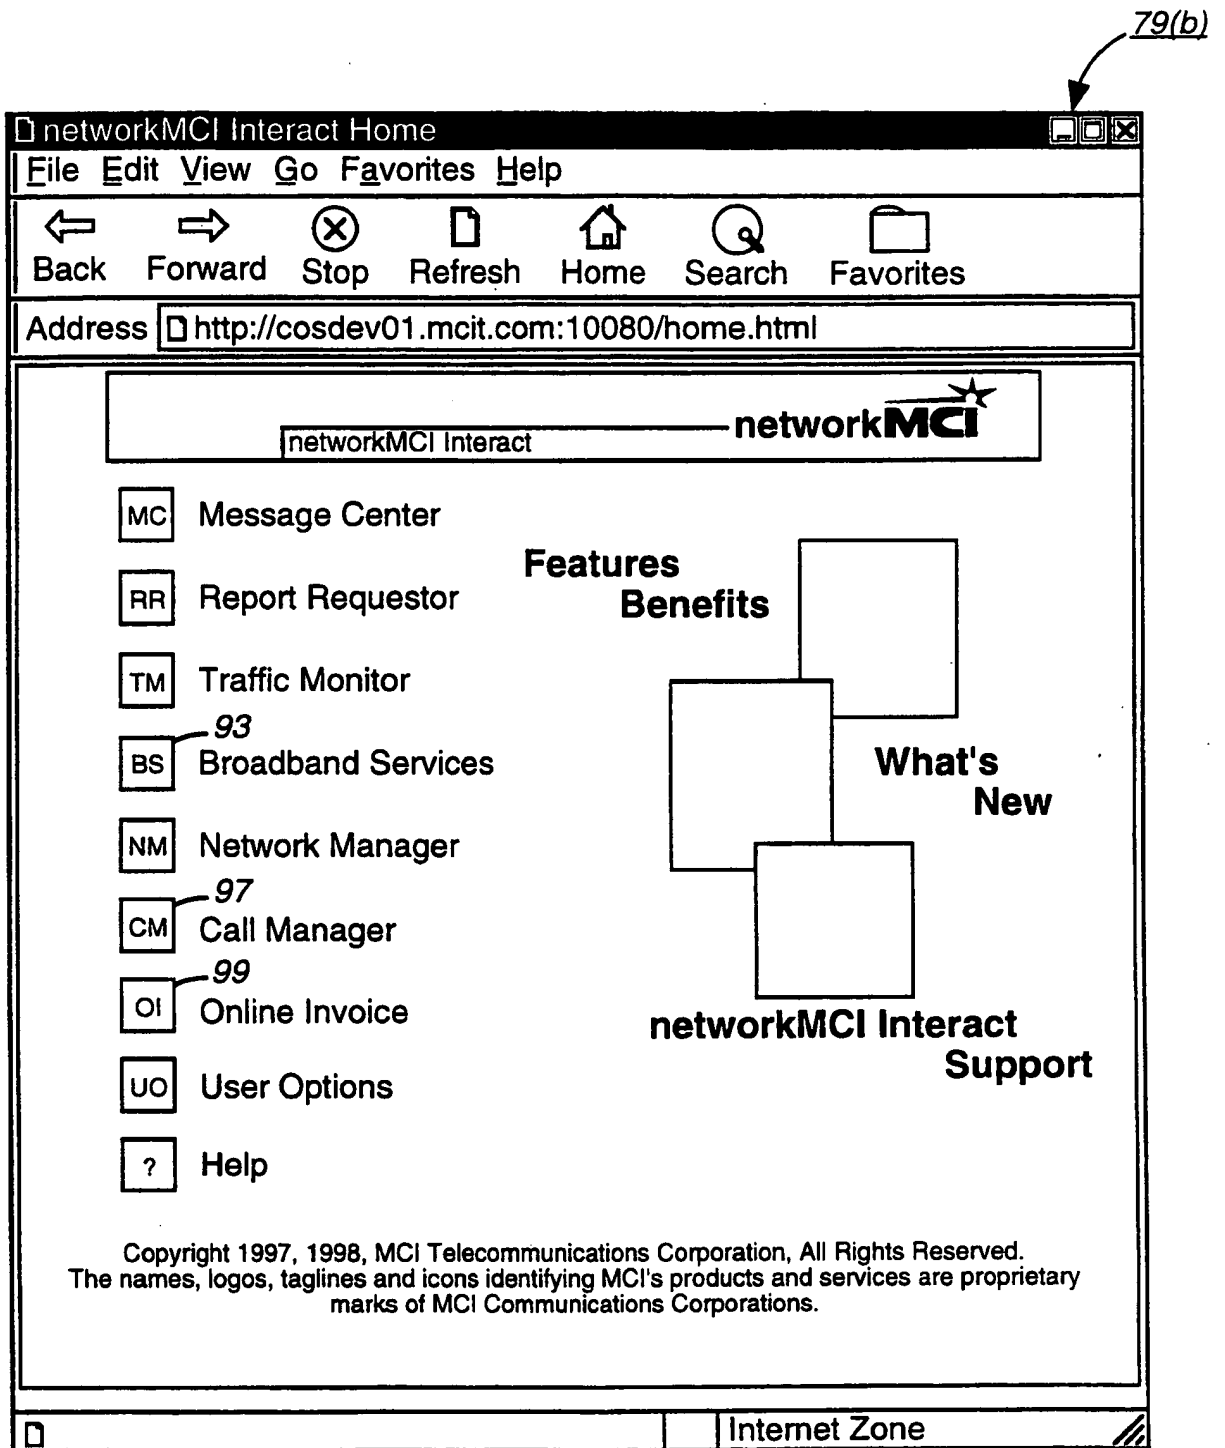 79(b)
networkMCI Interact Home
File Edit View Go Favorites Help
Back Forward Stop Refresh Home Search Favorites
Address http://cosdev01.mcit.com:10080/home.html
networkMCI
networkMCI Interact
MC Message Center
Features
Benefits
RR Report Requestor
TM Traffic Monitor
93
BS Broadband Services
What's
New
NM Network Manager
97
CM Call Manager
99
OI Online Invoice
networkMCI Interact
Support
UO User Options
? Help
Copyright 1997, 1998, MCI Telecommunications Corporation, All Rights Reserved.
The names, logos, taglines and icons identifying MCI's products and services are proprietary
marks of MCI Communications Corporations.
Internet Zone